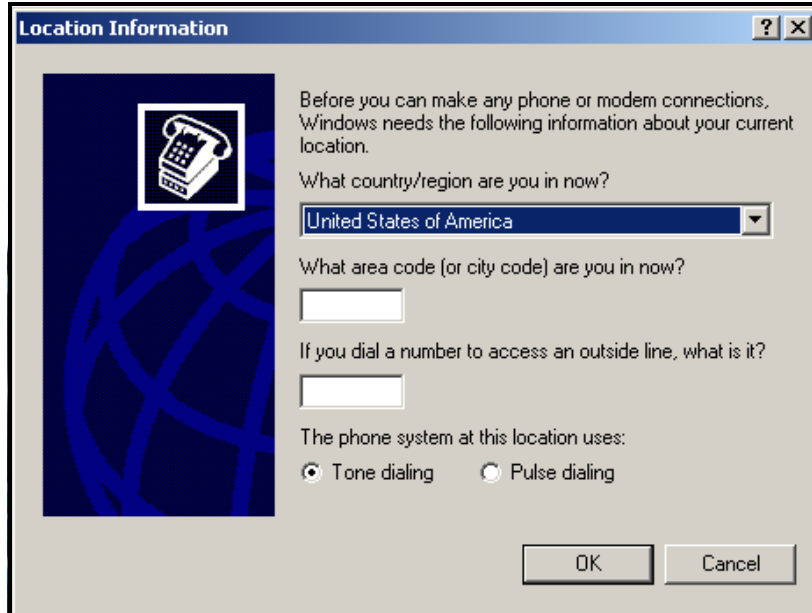 Location Information
Before you can make any phone or modem connections,
Windows needs the following information about your current
location.
What country/region are you in now?
United States of America
What area code (or city code) are you in now?
If you dial a number to access an outside line, what is it?
The phone system at this location uses:
Tone dialing Pulse dialing
OK Cancel